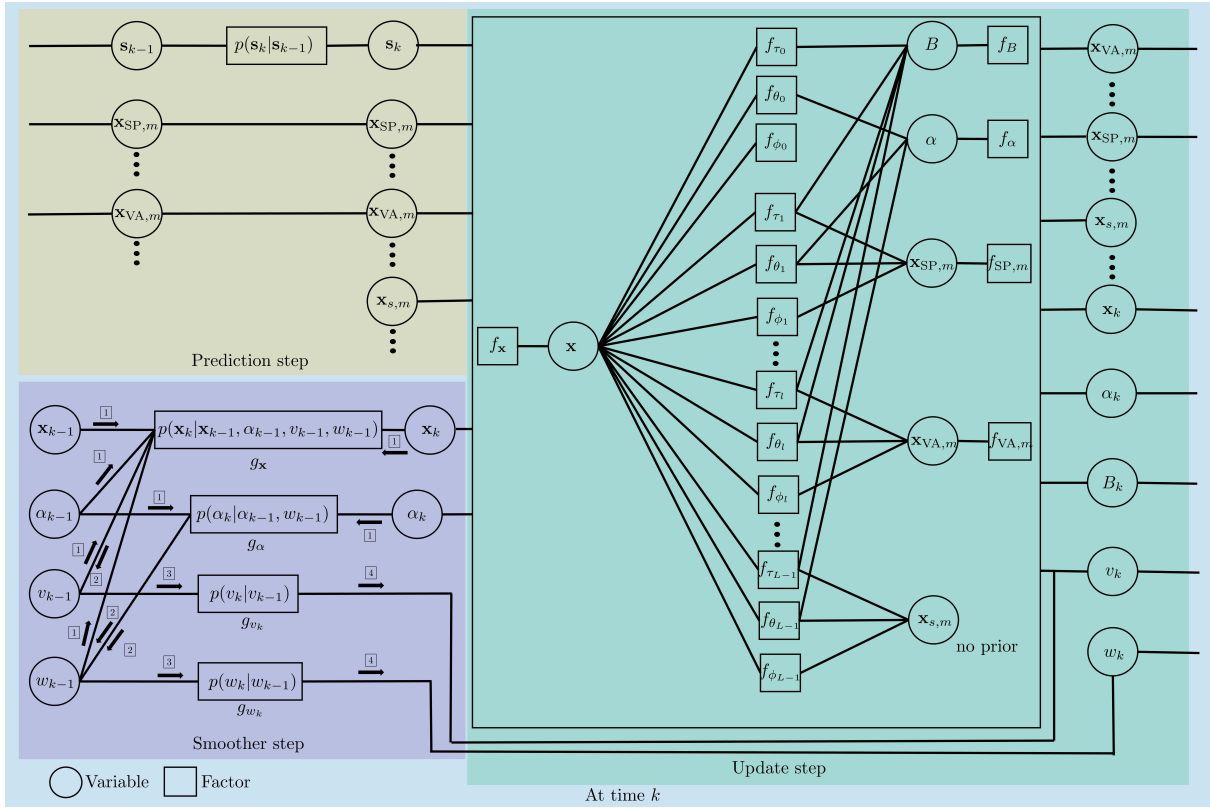 s_{k−1}
p(s_k|s_{k−1})
s_k
x_{SP,m}
x_{SP,m}
x_{VA,m}
x_{VA,m}
x_{s,m}
Prediction step
x_{k−1}
1
p(x_k|x_{k−1}, α_{k−1}, v_{k−1}, w_{k−1})
x_k
1
g_x
1
α_{k−1}
1
p(α_k|α_{k−1}, w_{k−1})
α_k
1
g_α
1
2
v_{k−1}
3
p(v_k|v_{k−1})
4
g_{v_k}
1
2
2
w_{k−1}
3
p(w_k|w_{k−1})
4
g_{w_k}
Smoother step
f_x
x
f_{τ_0}
f_{θ_0}
f_{ϕ_0}
f_{τ_1}
f_{θ_1}
f_{ϕ_1}
f_{τ_l}
f_{θ_l}
f_{ϕ_l}
f_{τ_{L−1}}
f_{θ_{L−1}}
f_{ϕ_{L−1}}
B
f_B
α
f_α
x_{SP,m}
f_{SP,m}
x_{VA,m}
f_{VA,m}
x_{s,m}
no prior
x_{VA,m}
x_{SP,m}
x_{s,m}
x_k
α_k
B_k
v_k
w_k
Update step
Variable
Factor
At time k